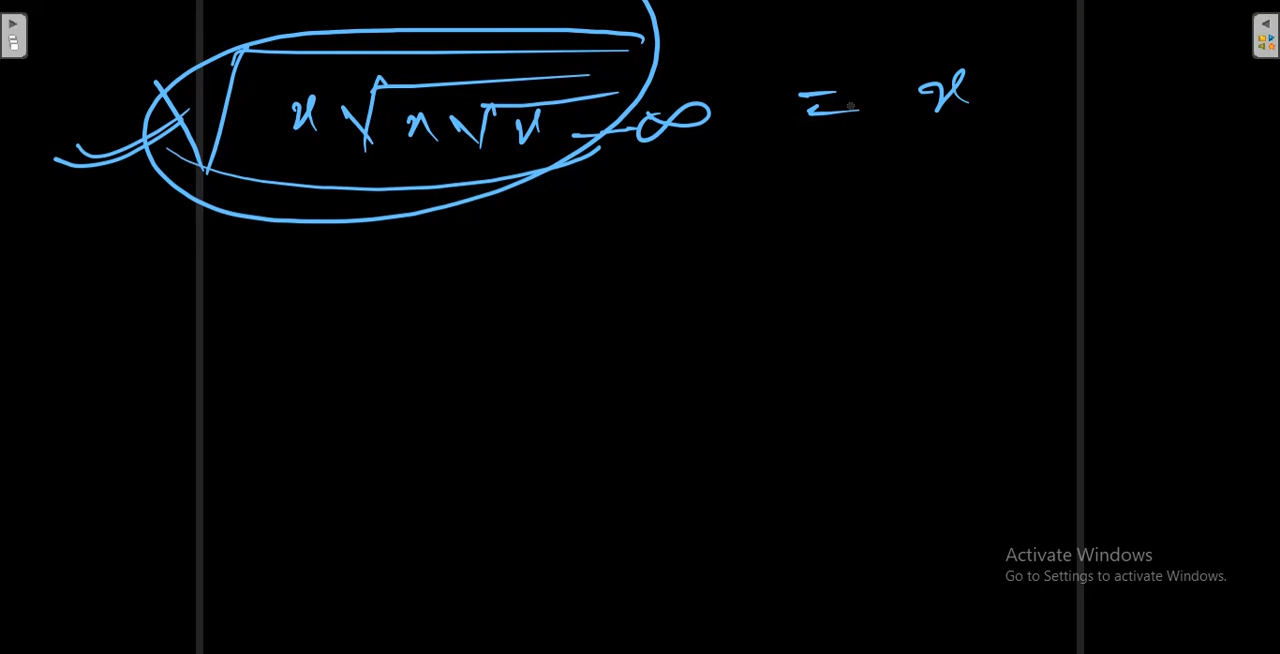 √x√x√x--∞ = x
Activate Windows
Go to Settings to activate Windows.